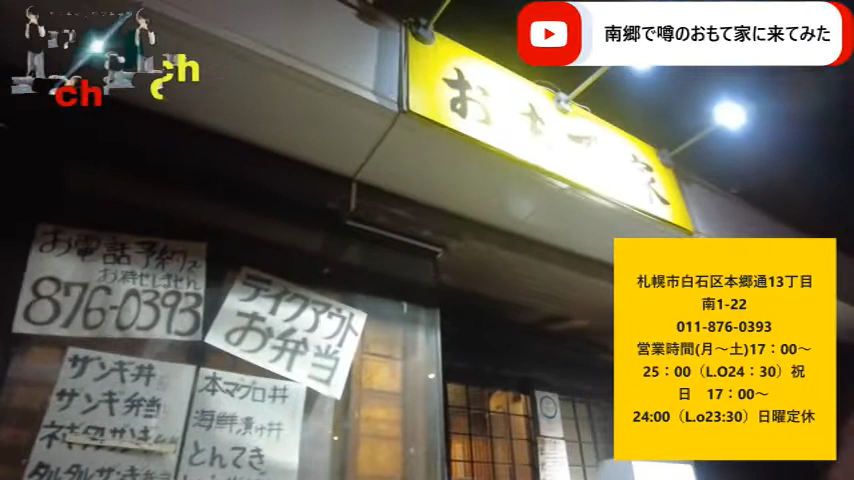 ch
ch
南郷で噂のおもて家に来てみた
おもて家
お電話予約で
お待せしません
876-0393
テイクアウト
お弁当
ザンギ丼
ザンギ弁当
本マグロ丼
海鮮漬け丼
とんてき
札幌市白石区本郷通13丁目
南1-22
011-876-0393
営業時間(月～土)17：00～
25：00（L.O24：30）祝
日　17：00～
24:00（L.o23:30）日曜定休